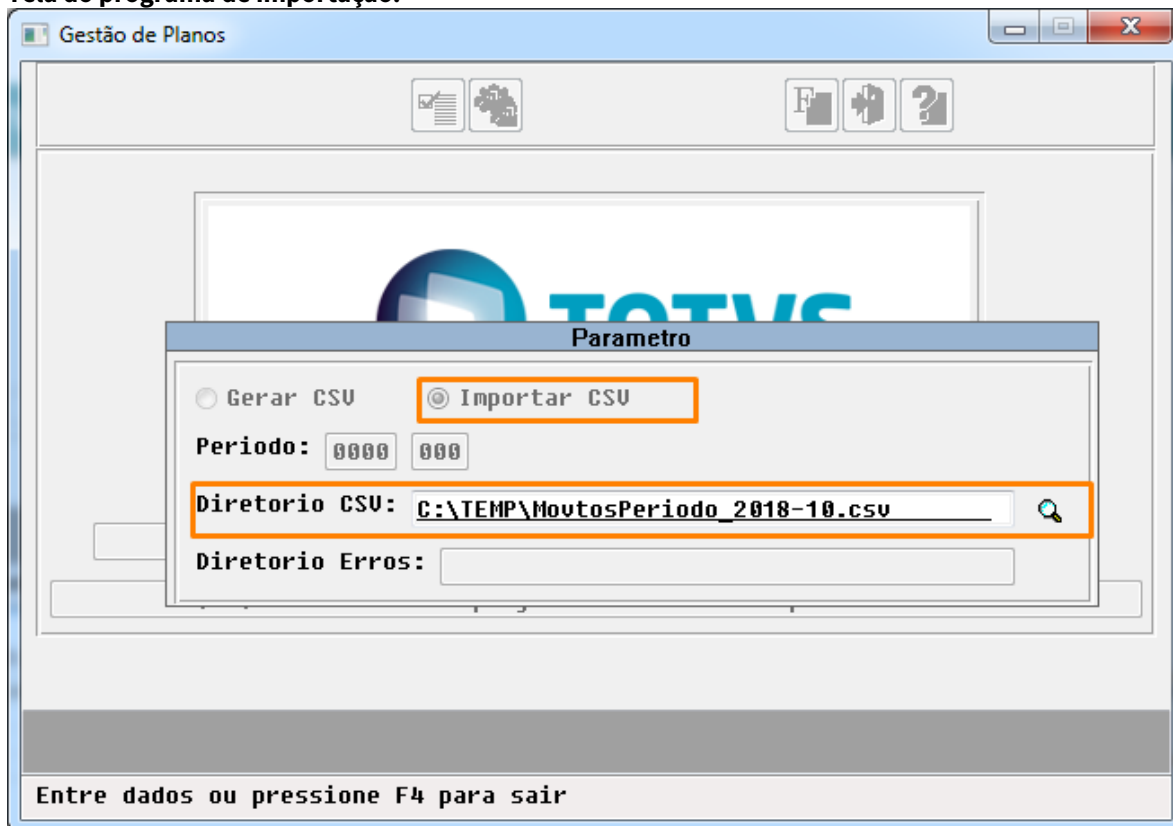 Tela do programa de importação:
Gestão de Planos
F
?
TOTVS
Parametro
Gerar CSV
Importar CSV
Periodo: 0000 000
Diretorio CSV: C:\TEMP\MovtosPeriodo_2018-10.csv
Diretorio Erros:
Entre dados ou pressione F4 para sair